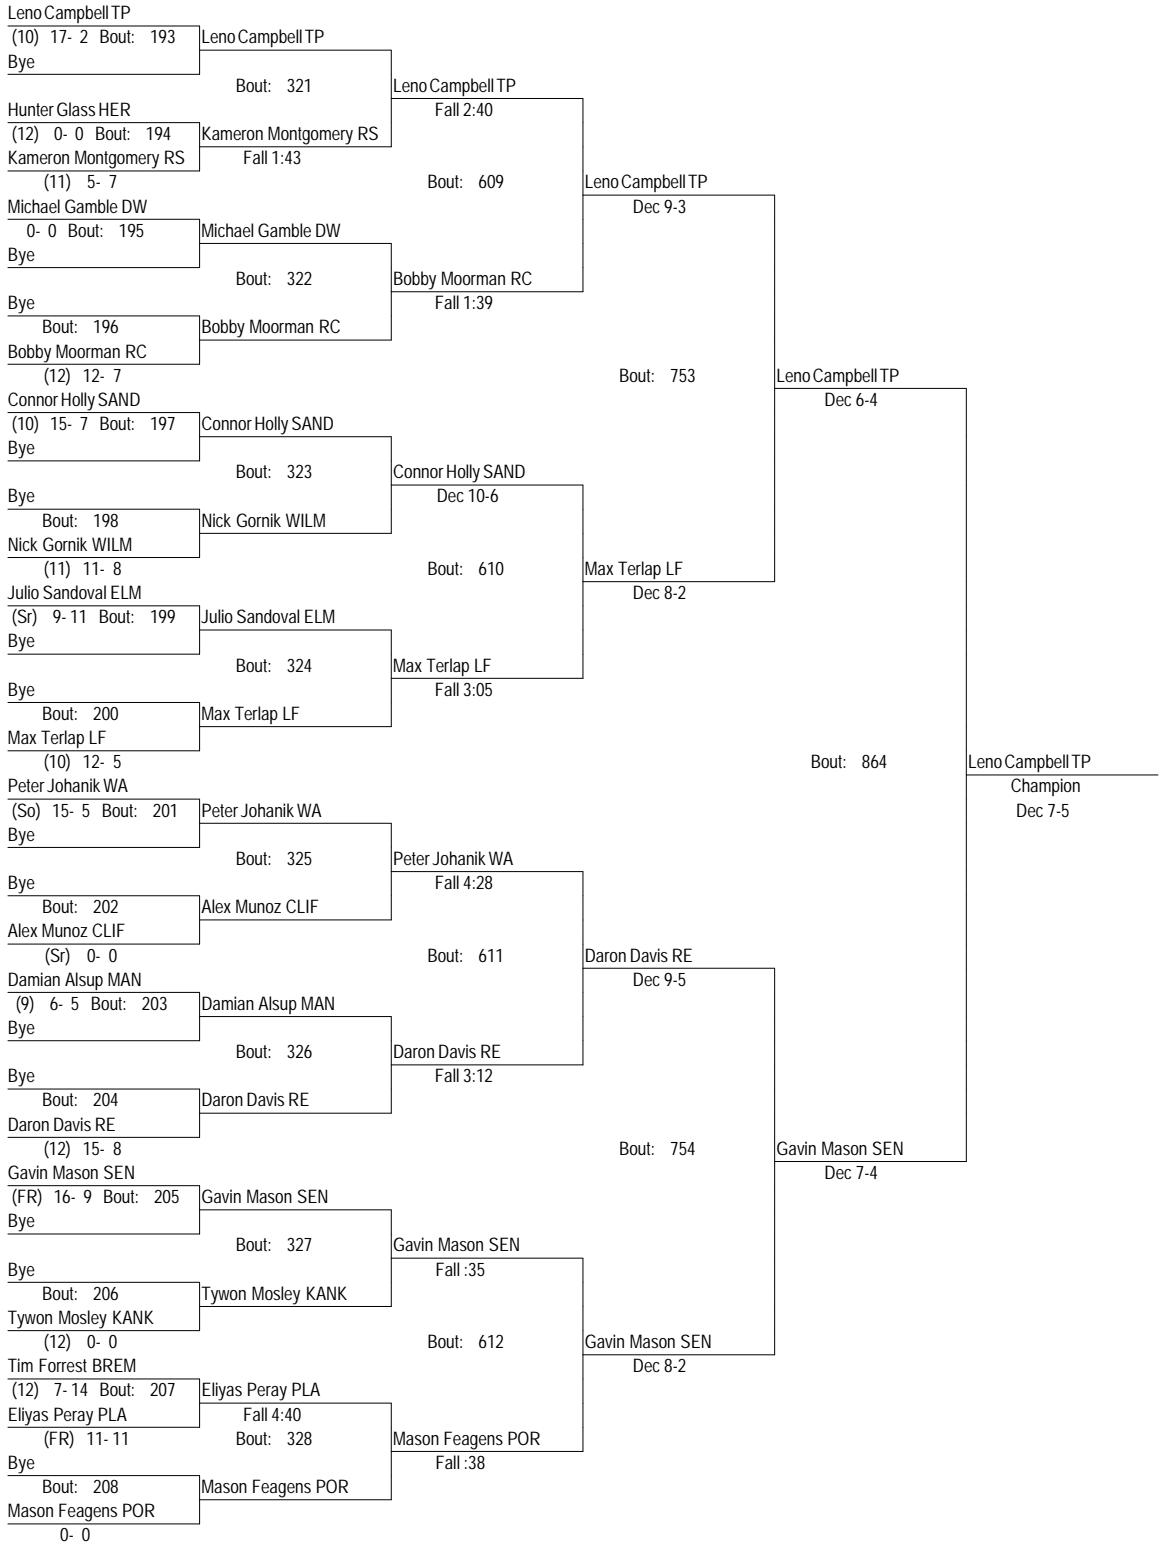 Leno Campbell TP
(10) 17- 2 Bout: 193 Leno Campbell TP
Bye
Bout: 321 Leno Campbell TP
Hunter Glass HER Fall 2:40
(12) 0- 0 Bout: 194 Kameron Montgomery RS
Kameron Montgomery RS Fall 1:43
(11) 5- 7 Bout: 609 Leno Campbell TP
Michael Gamble DW Dec 9-3
0- 0 Bout: 195 Michael Gamble DW
Bye
Bout: 322 Bobby Moorman RC
Bye Fall 1:39
Bout: 196 Bobby Moorman RC
Bobby Moorman RC
(12) 12- 7 Bout: 753 Leno Campbell TP
Connor Holly SAND Dec 6-4
(10) 15- 7 Bout: 197 Connor Holly SAND
Bye
Bout: 323 Connor Holly SAND
Bye Dec 10-6
Bout: 198 Nick Gornik WILM
Nick Gornik WILM
(11) 11- 8 Bout: 610 Max Terlap LF
Julio Sandoval ELM Dec 8-2
(Sr) 9- 11 Bout: 199 Julio Sandoval ELM
Bye
Bout: 324 Max Terlap LF
Bye Fall 3:05
Bout: 200 Max Terlap LF
Max Terlap LF
(10) 12- 5 Bout: 864 Leno Campbell TP
Peter Johanik WA Champion
(So) 15- 5 Bout: 201 Peter Johanik WA Dec 7-5
Bye
Bout: 325 Peter Johanik WA
Bye Fall 4:28
Bout: 202 Alex Munoz CLIF
Alex Munoz CLIF
(Sr) 0- 0 Bout: 611 Daron Davis RE
Damian Alsup MAN Dec 9-5
(9) 6- 5 Bout: 203 Damian Alsup MAN
Bye
Bout: 326 Daron Davis RE
Bye Fall 3:12
Bout: 204 Daron Davis RE
Daron Davis RE
(12) 15- 8 Bout: 754 Gavin Mason SEN
Gavin Mason SEN Dec 7-4
(FR) 16- 9 Bout: 205 Gavin Mason SEN
Bye
Bout: 327 Gavin Mason SEN
Bye Fall :35
Bout: 206 Tywon Mosley KANK
Tywon Mosley KANK
(12) 0- 0 Bout: 612 Gavin Mason SEN
Tim Forrest BREM Dec 8-2
(12) 7- 14 Bout: 207 Eliyas Peray PLA
Eliyas Peray PLA Fall 4:40
(FR) 11- 11 Bout: 328 Mason Feagens POR
Bye Fall :38
Bout: 208 Mason Feagens POR
Mason Feagens POR
0- 0